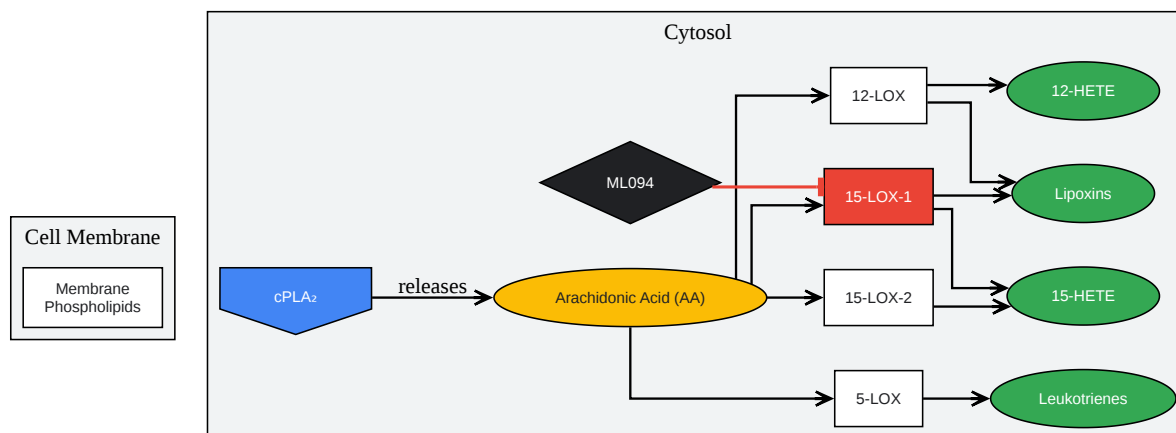 Cytosol
12-LOX
12-HETE
ML094
15-LOX-1
Lipoxins
Cell Membrane
Membrane
Phospholipids
cPLA₂
releases
Arachidonic Acid (AA)
15-LOX-2
15-HETE
5-LOX
Leukotrienes